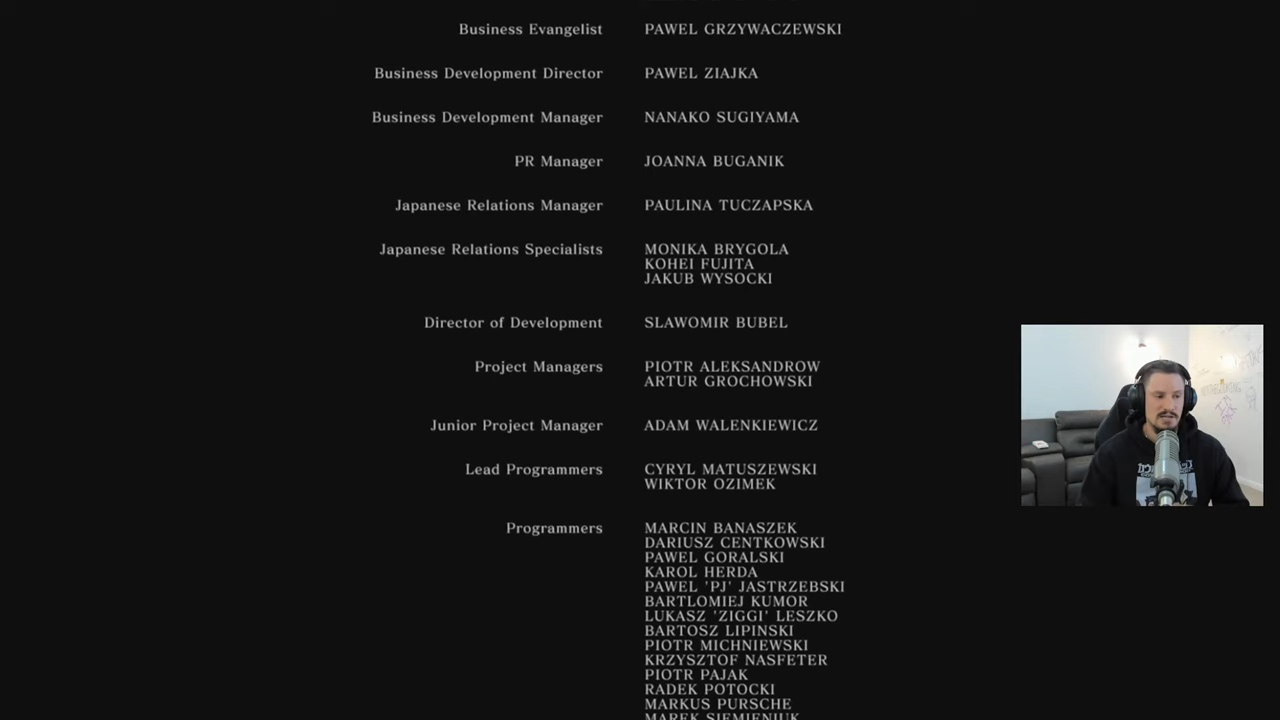 Business Evangelist PAWEL GRZYWACZEWSKI
Business Development Director PAWEL ZIAJKA
Business Development Manager NANAKO SUGIYAMA
PR Manager JOANNA BUGANIK
Japanese Relations Manager PAULINA TUCZAPSKA
Japanese Relations Specialists MONIKA BRYGOLA
KOHEI FUJITA
JAKUB WYSOCKI
Director of Development SLAWOMIR BUBEL
Project Managers PIOTR ALEKSANDROW
ARTUR GROCHOWSKI
Junior Project Manager ADAM WALENKIEWICZ
Lead Programmers CYRYL MATUSZEWSKI
WIKTOR OZIMEK
Programmers MARCIN BANASZEK
DARIUSZ CENTKOWSKI
PAWEL GORALSKI
KAROL HERDA
PAWEL 'PJ' JASTRZEBSKI
BARTLOMIEJ KUMOR
LUKASZ 'ZIGGI' LESZKO
BARTOSZ LIPINSKI
PIOTR MICHNIEWSKI
KRZYSZTOF NASFETER
PIOTR PAJAK
RADEK POTOCKI
MARKUS PURSCHE
MAREK SIEMIENIUK